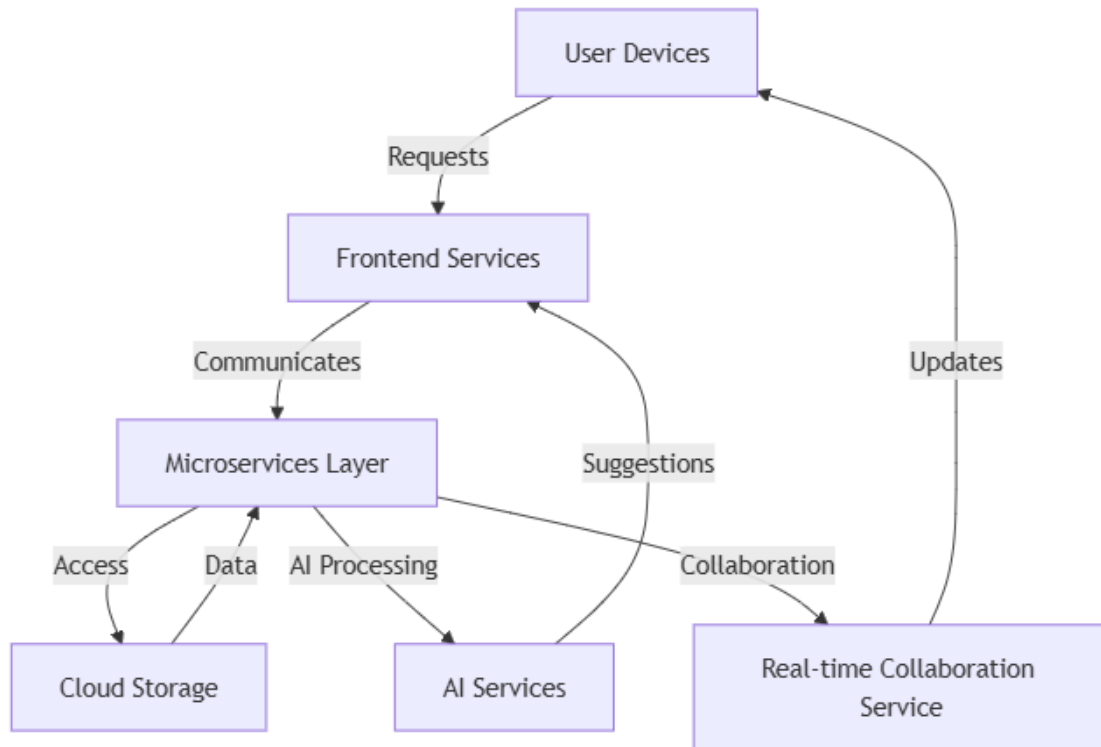 User Devices
Requests
Frontend Services
Communicates
Updates
Microservices Layer
Suggestions
Access
Data
AI Processing
Collaboration
Cloud Storage
AI Services
Real-time Collaboration
Service